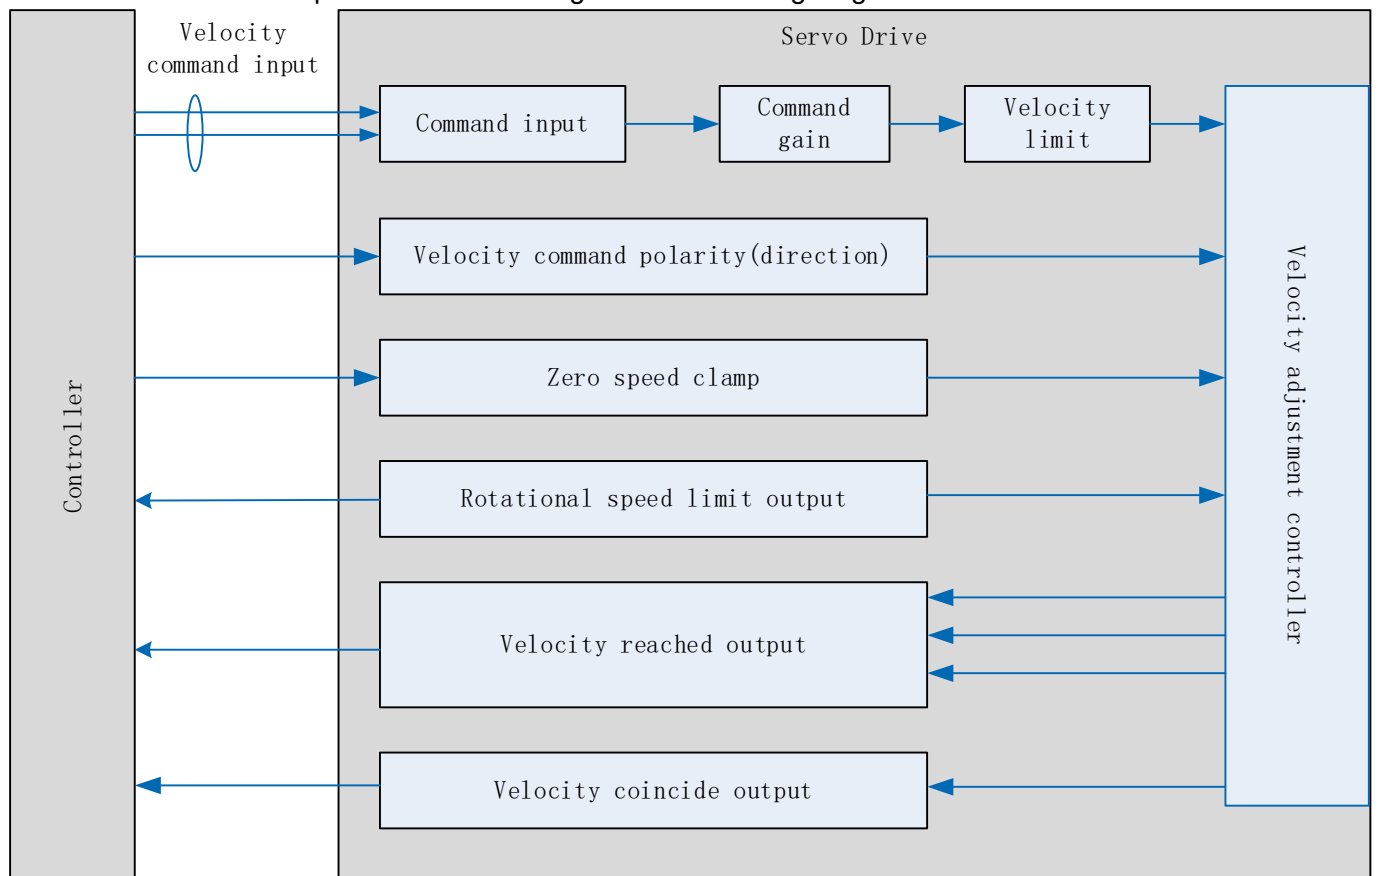 Velocity
command input
Servo Drive
Command input
Command
gain
Velocity
limit
Velocity command polarity(direction)
Zero speed clamp
Rotational speed limit output
Velocity reached output
Velocity coincide output
Controller
Velocity adjustment controller